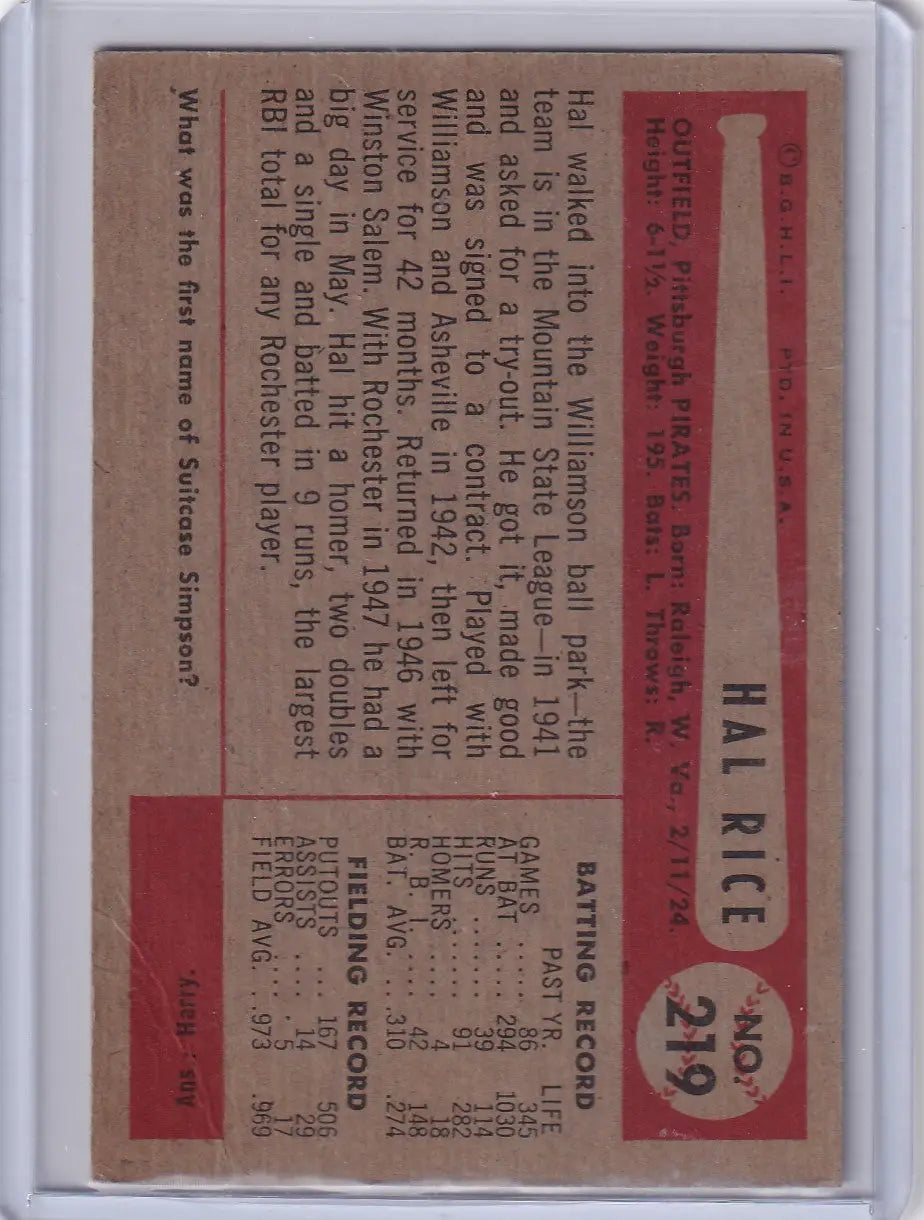 © B.G.H.L.I. PTD. IN U.S.A.
HAL RICE
NO.
219
OUTFIELD, Pittsburgh PIRATES. Born: Raleigh, W. Va., 2/11/24.
Height: 6-1½. Weight: 195. Bats: L. Throws: R.
Hal walked into the Williamson ball park—the
team is in the Mountain State League—in 1941
and asked for a try-out. He got it, made good
and was signed to a contract. Played with
Williamson and Asheville in 1942, then left for
service for 42 months. Returned in 1946 with
Winston Salem. With Rochester in 1947 he had a
big day in May. Hal hit a homer, two doubles
and a single and batted in 9 runs, the largest
RBI total for any Rochester player.
BATTING RECORD
PAST YR. LIFE
GAMES ..... 86 345
AT BAT .... 294 1030
RUNS ...... 39 114
HITS ...... 91 282
HOMERS ..... 4 18
R. B. I. .... 42 148
BAT. AVG. .. .310 .274
FIELDING RECORD
PUTOUTS ... 167 506
ASSISTS .... 14 29
ERRORS .... 5 17
FIELD AVG. . .973 .969
What was the first name of Suitcase Simpson?
Ans.: Harry.